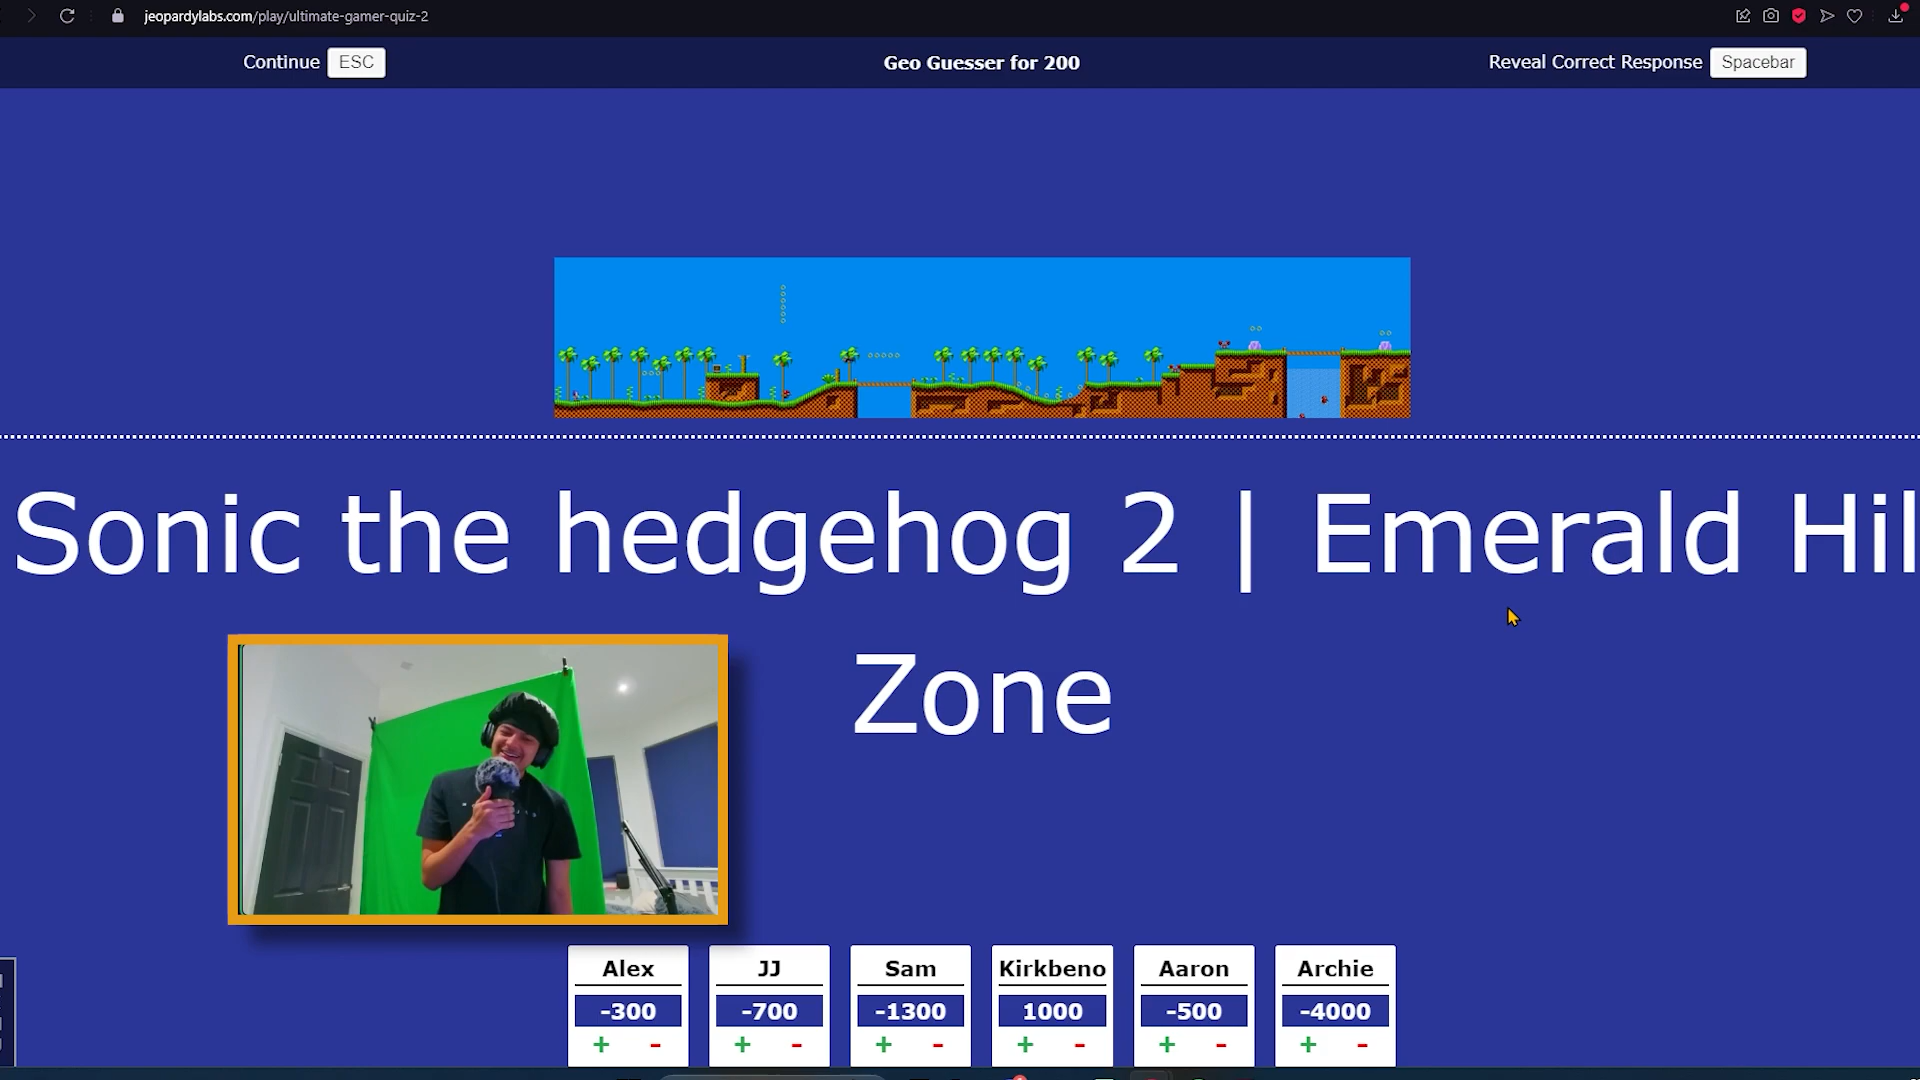 jeopardylabs.com/play/ultimate-gamer-quiz-2
Continue ESC
Geo Guesser for 200
Reveal Correct Response Spacebar
Sonic the hedgehog 2 | Emerald Hil
Zone
Alex JJ Sam Kirkbeno Aaron Archie
-300 -700 -1300 1000 -500 -4000
+ - + - + - + - + - + -